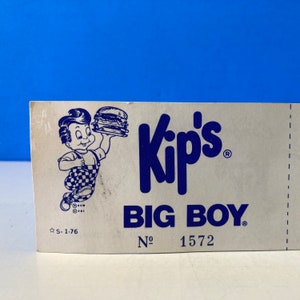 Kip's®
BIG BOY®
Nº 1572
☆ S- 1-76